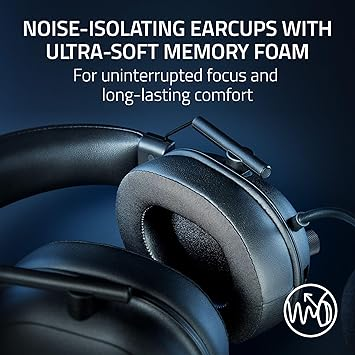 NOISE-ISOLATING EARCUPS WITH
ULTRA-SOFT MEMORY FOAM
For uninterrupted focus and
long-lasting comfort